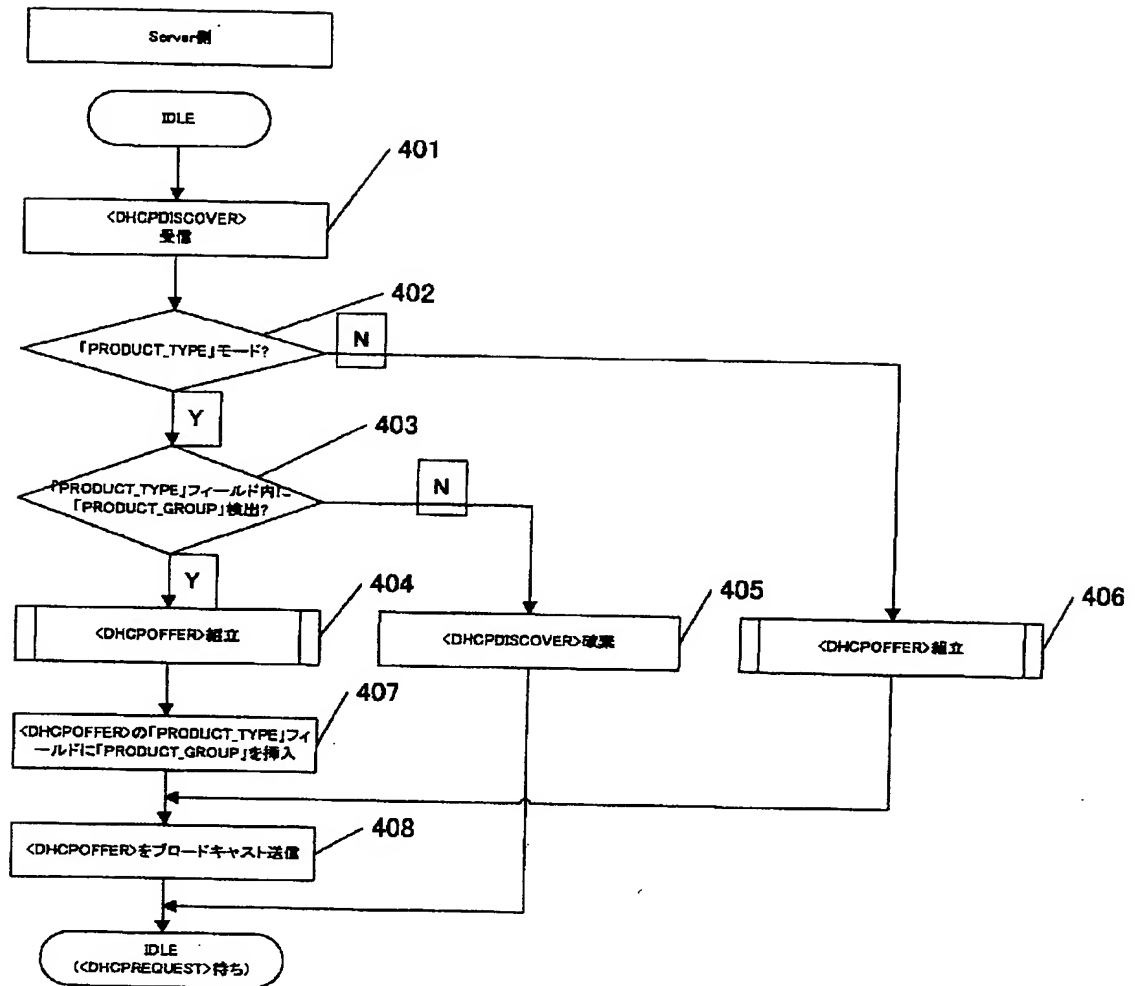 Server側
IDLE
401
<DHCPDISCOVER>
受信
402
「PRODUCT_TYPE」モード?
N
Y
403
「PRODUCT_TYPE」フィールド内に
「PRODUCT_GROUP」検出?
N
Y
404
<DHCPOFFER>組立
405
<DHCPDISCOVER>破棄
406
<DHCPOFFER>組立
407
<DHCPOFFER>の「PRODUCT_TYPE」フィ
ールドに「PRODUCT_GROUP」を挿入
408
<DHCPOFFER>をブロードキャスト送信
IDLE
(<DHCPREQUEST>待ち)